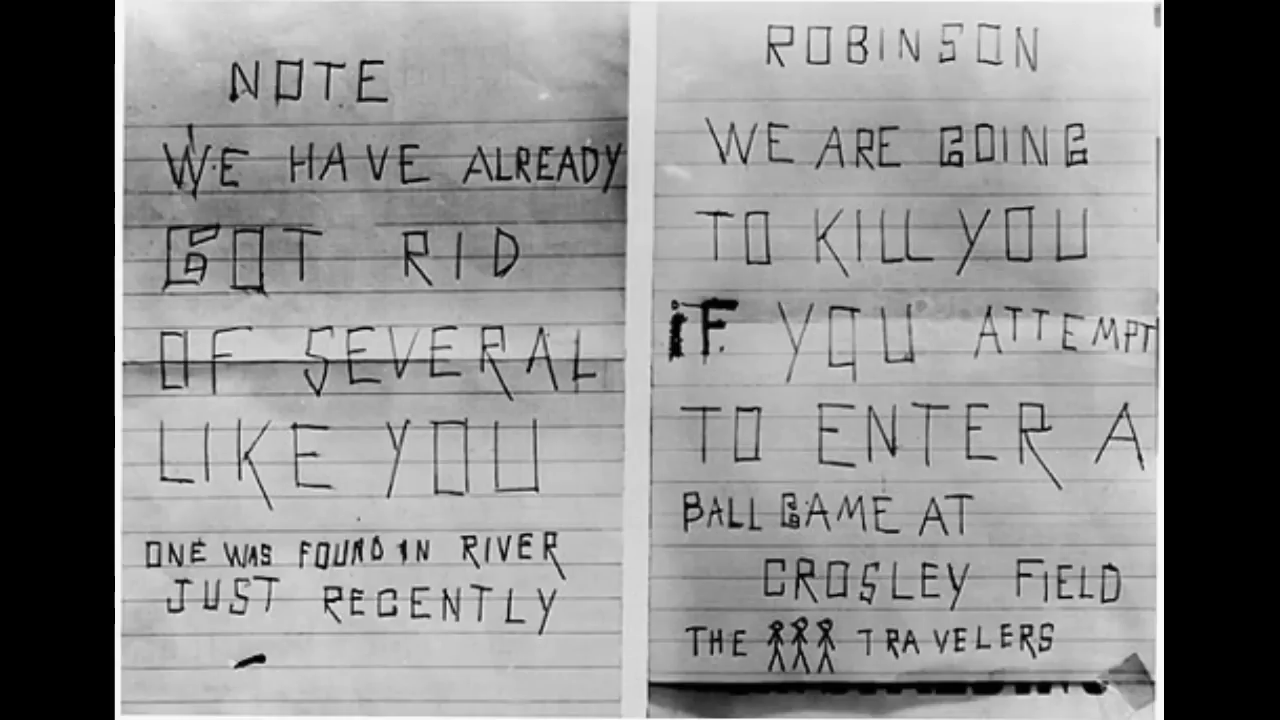 NOTE
WE HAVE ALREADY
GOT RID
OF SEVERAL
LIKE YOU
ONE WAS FOUND IN RIVER
JUST RECENTLY
ROBINSON
WE ARE GOING
TO KILL YOU
iF. YOU ATTEMPT
TO ENTER A
BALL GAME AT
CROSLEY FiELD
THE TRAVELERS